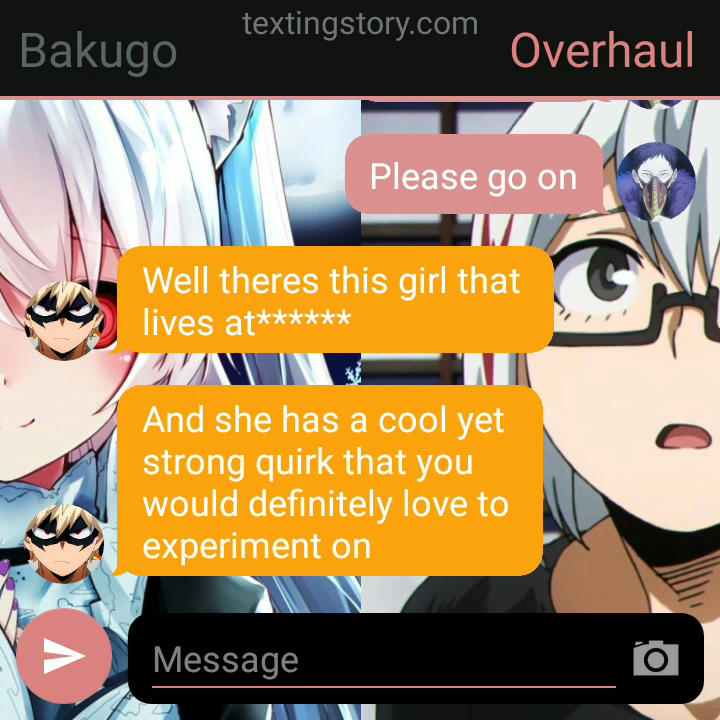 textingstory.com
Bakugo
Overhaul
Please go on
Well theres this girl that
lives at******
And she has a cool yet
strong quirk that you
would definitely love to
experiment on
Message